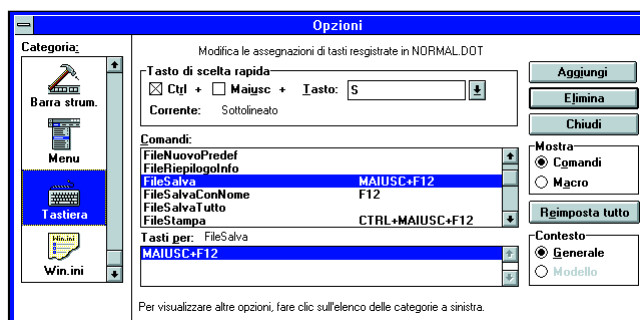 Opzioni
Categoria:
Barra strum.
Menu
Tastiera
Win.ini
Win.ini
Modifica le assegnazioni di tasti resgistrate in NORMAL.DOT
Tasto di scelta rapida
Ctrl + Maiusc + Tasto: S
Corrente: Sottolineato
Comandi:
FileNuovoPredef
FileRiepilogoInfo
FileSalva MAIUSC+F12
FileSalvaConNome F12
FileSalvaTutto
FileStampa CTRL+MAIUSC+F12
Tasti per: FileSalva
MAIUSC+F12
Per visualizzare altre opzioni, fare clic sull'elenco delle categorie a sinistra.
Aggiungi
Elimina
Chiudi
Mostra
Comandi
Macro
Reimposta tutto
Contesto
Generale
Modello